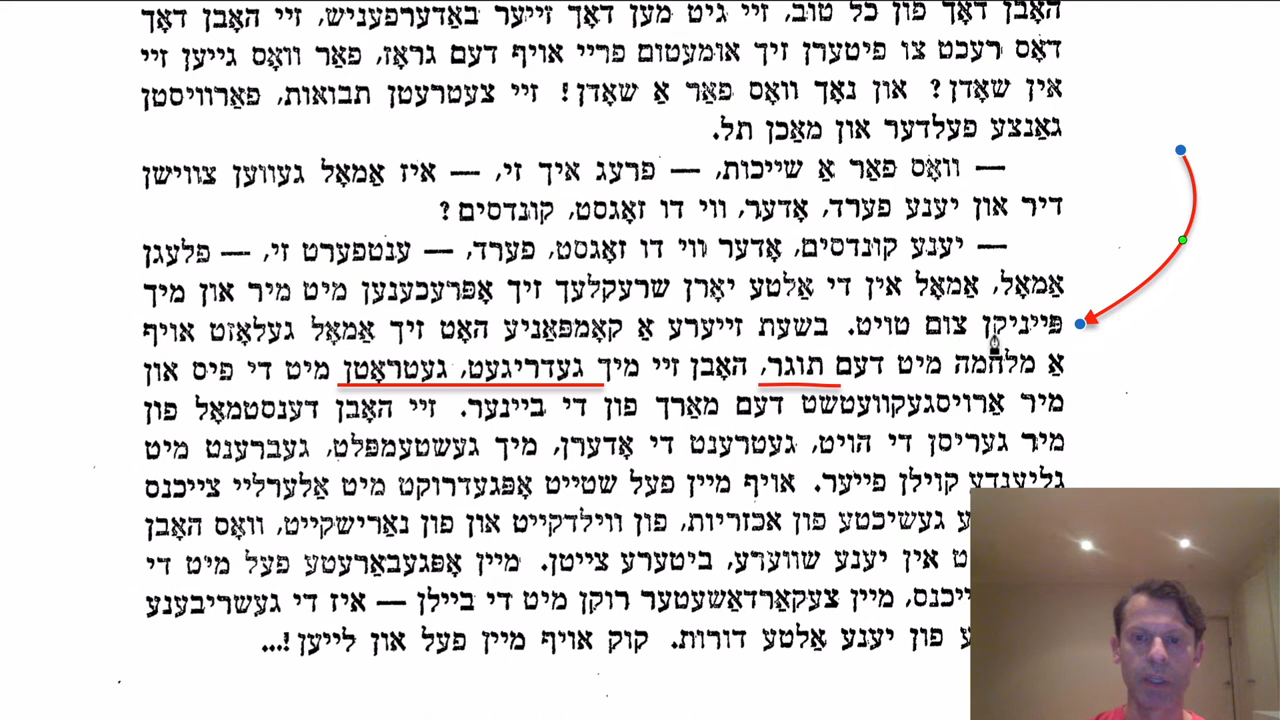 האָבן דאָך פון כל טוב, זיי גיט מען דאָך זייער באַדערפעניש, זיי האָבן דאָך
דאָס רעכט צו פיטערן זיך אומעטום פריי אויף דעם גראָז, פאַר וואָס גייען זיי
אין שאָדן? און נאָך וואָס פאַר אַ שאָדן! זיי צעטרעטן תבואות, פאַרוויסטן
גאַנצע פעלדער און מאַכן תל.
— וואָס פאַר אַ שייכות, — פרעג איך זי, — איז אַמאָל געווען צווישן
דיר און יענע פערד, אָדער, ווי דו זאָגסט, קונדסים?
— יענע קונדסים, אָדער ווי דו זאָגסט, פערד, — ענטפערט זי, — פלעגן
אַמאָל, אַמאָל אין די אַלטע יאָרן שרעקלעך זיך אָפּרעכענען מיט מיר און מיך
פּייניקן צום טויט. בשעת זייערע אַ קאָמפּאַניע האָט זיך אַמאָל געלאָזט אויף
אַ מלחמה מיט דעם תוגר, האָבן זיי מיך געדריגעט, געטראָטן מיט די פיס און
מיר אַרויסגעקוועטשט דעם מאַרך פון די ביינער. זיי האָבן דענסטמאָל פון
מיר געריסן די הויט, געטרענט די אָדערן, מיך געשטעמפּלט, געברענט מיט
גליענדע קוילן פייער. אויף מיין פעל שטייט אָפּגעדרוקט מיט אַלערליי צייכנס
געשיכטע פון אכזריות, פון ווילדקייט און פון נאַרישקייט, וואָס האָבן
אין יענע שווערע, ביטערע צייטן. מיין אָפּגעבאַרעטע פעל מיט די
מיין צעקאַרדאַשעטער רוקן מיט די ביילן — איז די געשריבענע
פון יענע אַלטע דורות. קוק אויף מיין פעל און לייען!...